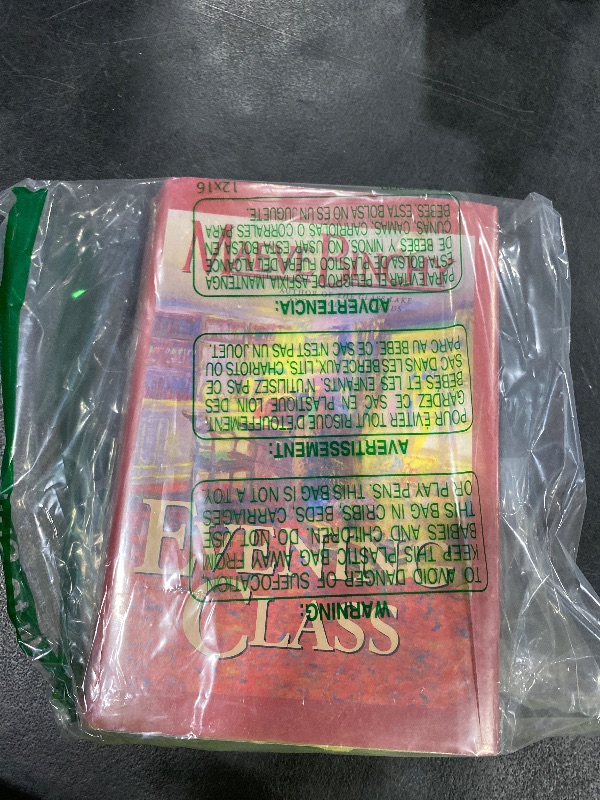 MAEVE BINCHY
EVENING
CLASS
WARNING:
TO AVOID DANGER OF SUFFOCATION,
KEEP THIS PLASTIC BAG AWAY FROM
BABIES AND CHILDREN. DO NOT USE
THIS BAG IN CRIBS, BEDS, CARRIAGES
OR PLAY PENS. THIS BAG IS NOT A TOY
AVERTISSEMENT:
POUR ÉVITER TOUT RISQUE D'ÉTOUFFEMENT.
GARDEZ CE SAC EN PLASTIQUE LOIN DES
BÉBÉS ET LES ENFANTS. N'UTILISEZ PAS CE
SAC DANS LES BERCEAUX, LITS, CHARIOTS OU
PARC AU BEBE. CE SAC N'EST PAS UN JOUET.
ADVERTENCIA:
PARA EVITAR EL PELIGRO DE ASFIXIA, MANTENGA
ESTA BOLSA DE PLASTICO FUERA DEL ALCANCE
DE BEBES Y NIÑOS. NO USAR ESTA BOLSA EN
CUNAS, CAMAS, CARRIOLAS O CORRALES PARA
BEBES. ESTA BOLSA NO ES UN JUGUETE.
12x16